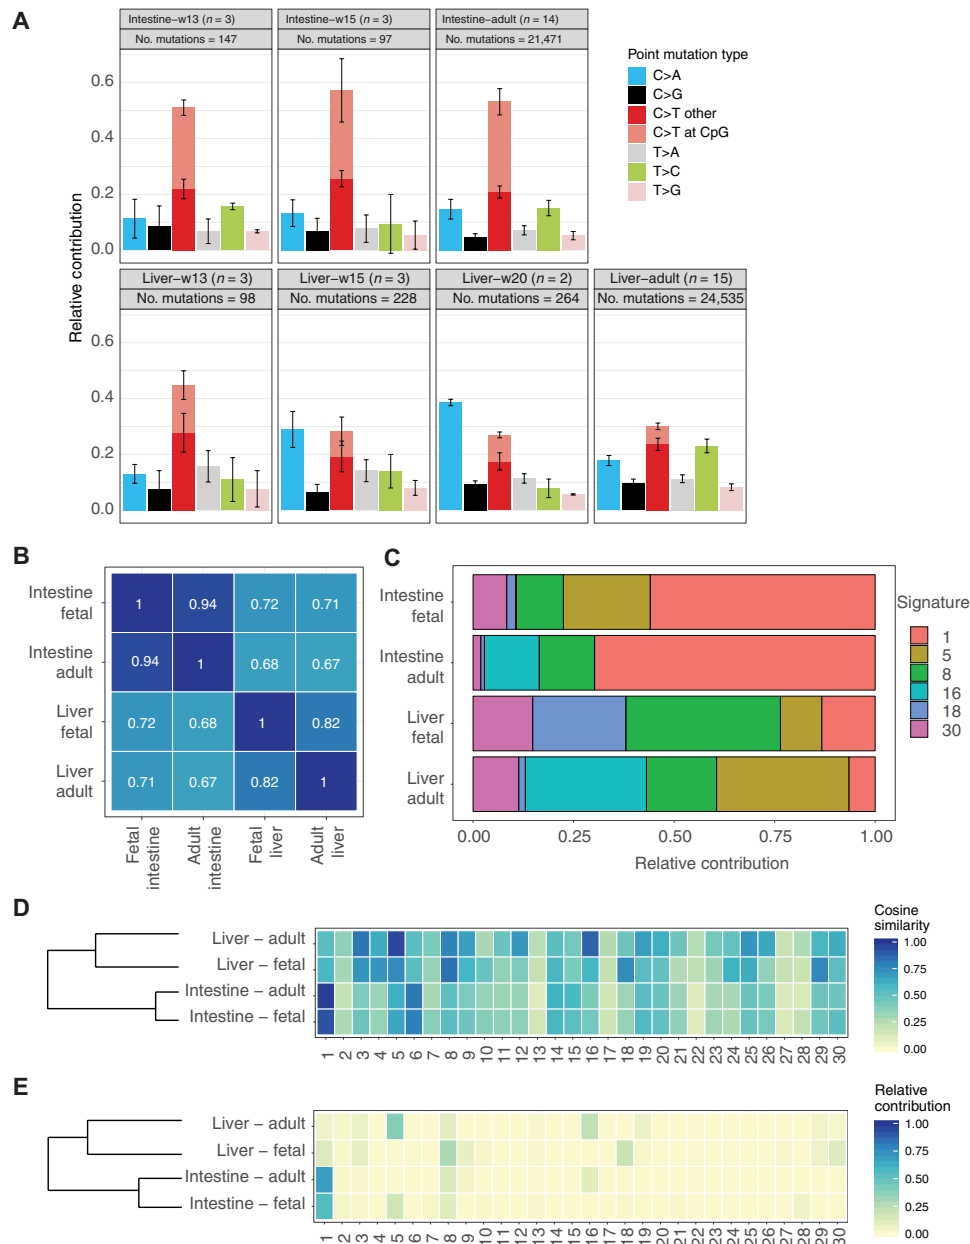 A
Intestine–w13 (n = 3)
No. mutations = 147
Intestine–w15 (n = 3)
No. mutations = 97
Intestine–adult (n = 14)
No. mutations = 21,471
Point mutation type
C>A
C>G
C>T other
C>T at CpG
T>A
T>C
T>G
Relative contribution
0.6
0.4
0.2
0.0
Liver–w13 (n = 3)
No. mutations = 98
Liver–w15 (n = 3)
No. mutations = 228
Liver–w20 (n = 2)
No. mutations = 264
Liver–adult (n = 15)
No. mutations = 24,535
0.6
0.4
0.2
0.0
B
Intestine
fetal
1 0.94 0.72 0.71
Intestine
adult
0.94 1 0.68 0.67
Liver
fetal
0.72 0.68 1 0.82
Liver
adult
0.71 0.67 0.82 1
Fetal
intestine
Adult
intestine
Fetal
liver
Adult
liver
C
Intestine
fetal
Intestine
adult
Liver
fetal
Liver
adult
0.00 0.25 0.50 0.75 1.00
Relative contribution
Signature
1
5
8
16
18
30
D
Liver – adult
Liver – fetal
Intestine – adult
Intestine – fetal
1 2 3 4 5 6 7 8 9 10 11 12 13 14 15 16 17 18 19 20 21 22 23 24 25 26 27 28 29 30
Cosine
similarity
1.00
0.75
0.50
0.25
0.00
E
Liver – adult
Liver – fetal
Intestine – adult
Intestine – fetal
1 2 3 4 5 6 7 8 9 10 11 12 13 14 15 16 17 18 19 20 21 22 23 24 25 26 27 28 29 30
Relative
contribution
1.00
0.75
0.50
0.25
0.00